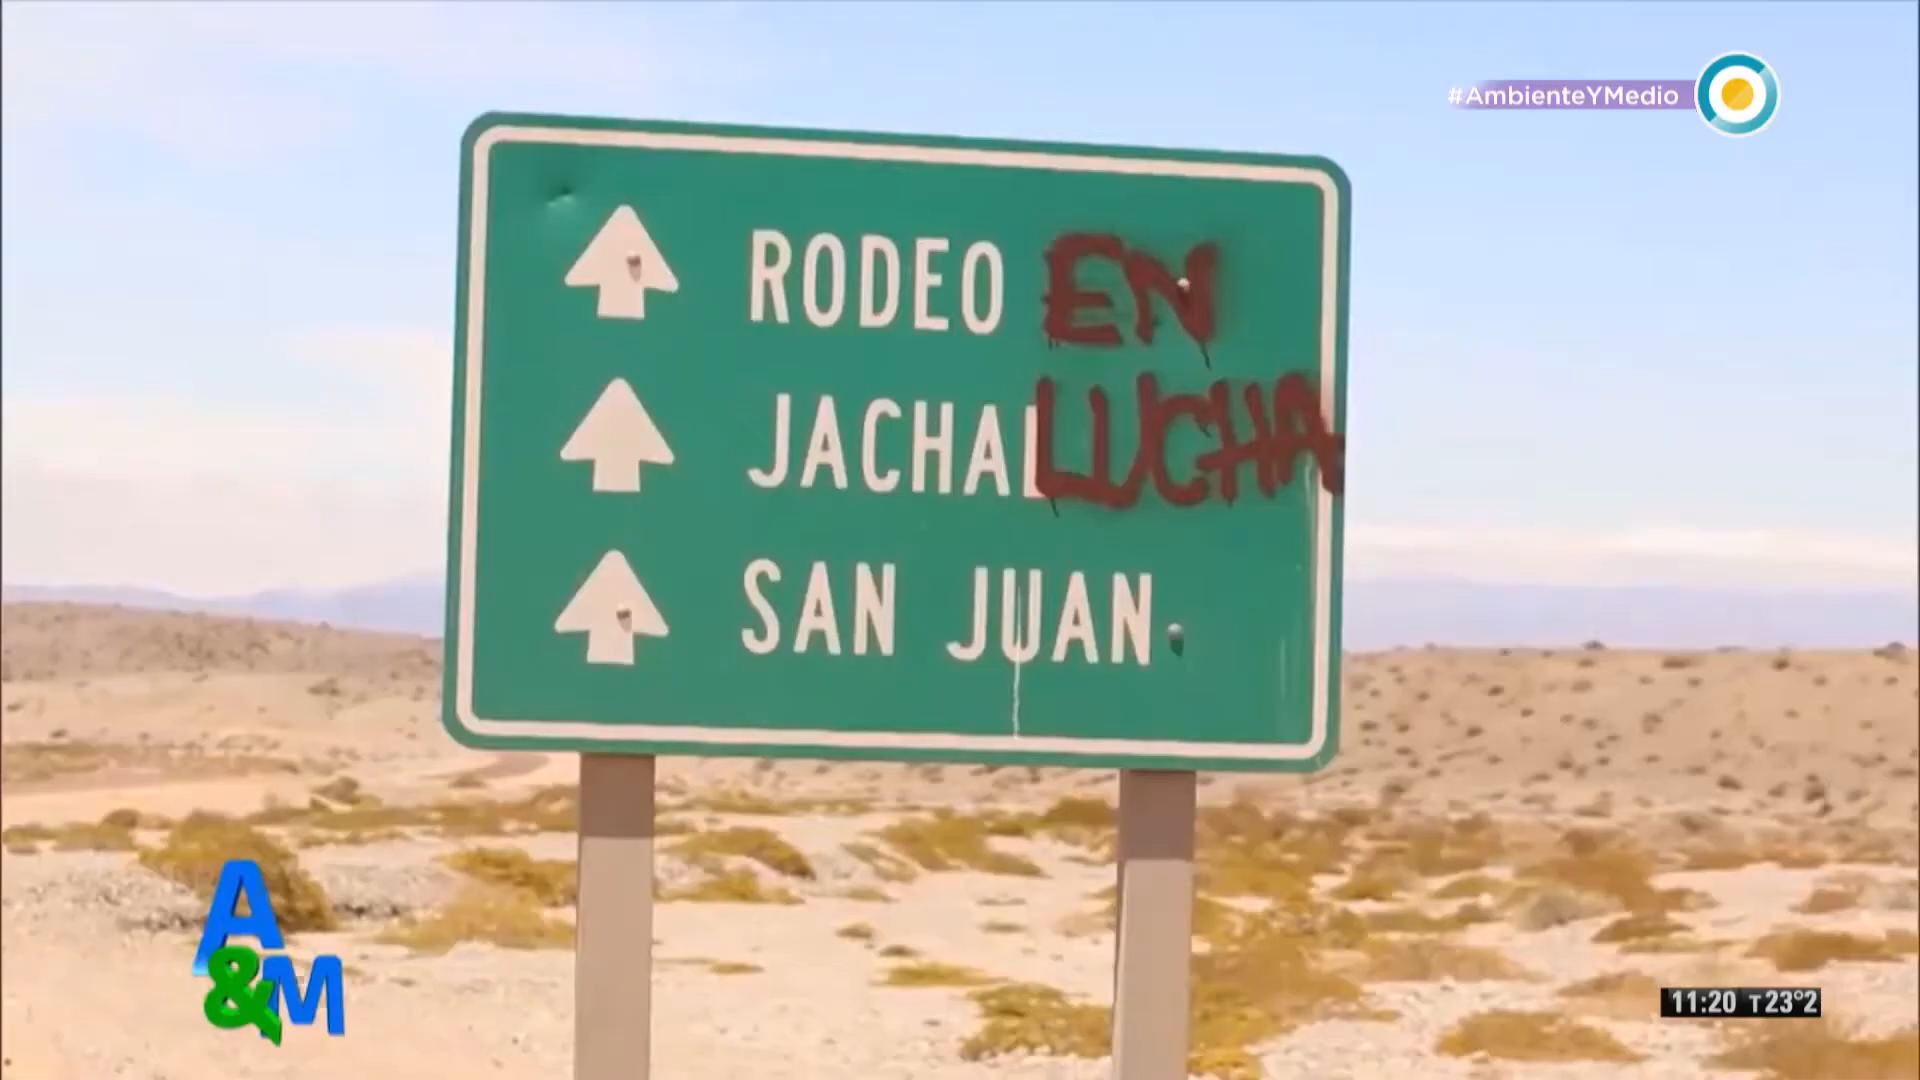 #AmbienteYMedio
RODEO EN
JACHAL LUCHA
SAN JUAN
A
&M
11:20 T23°2